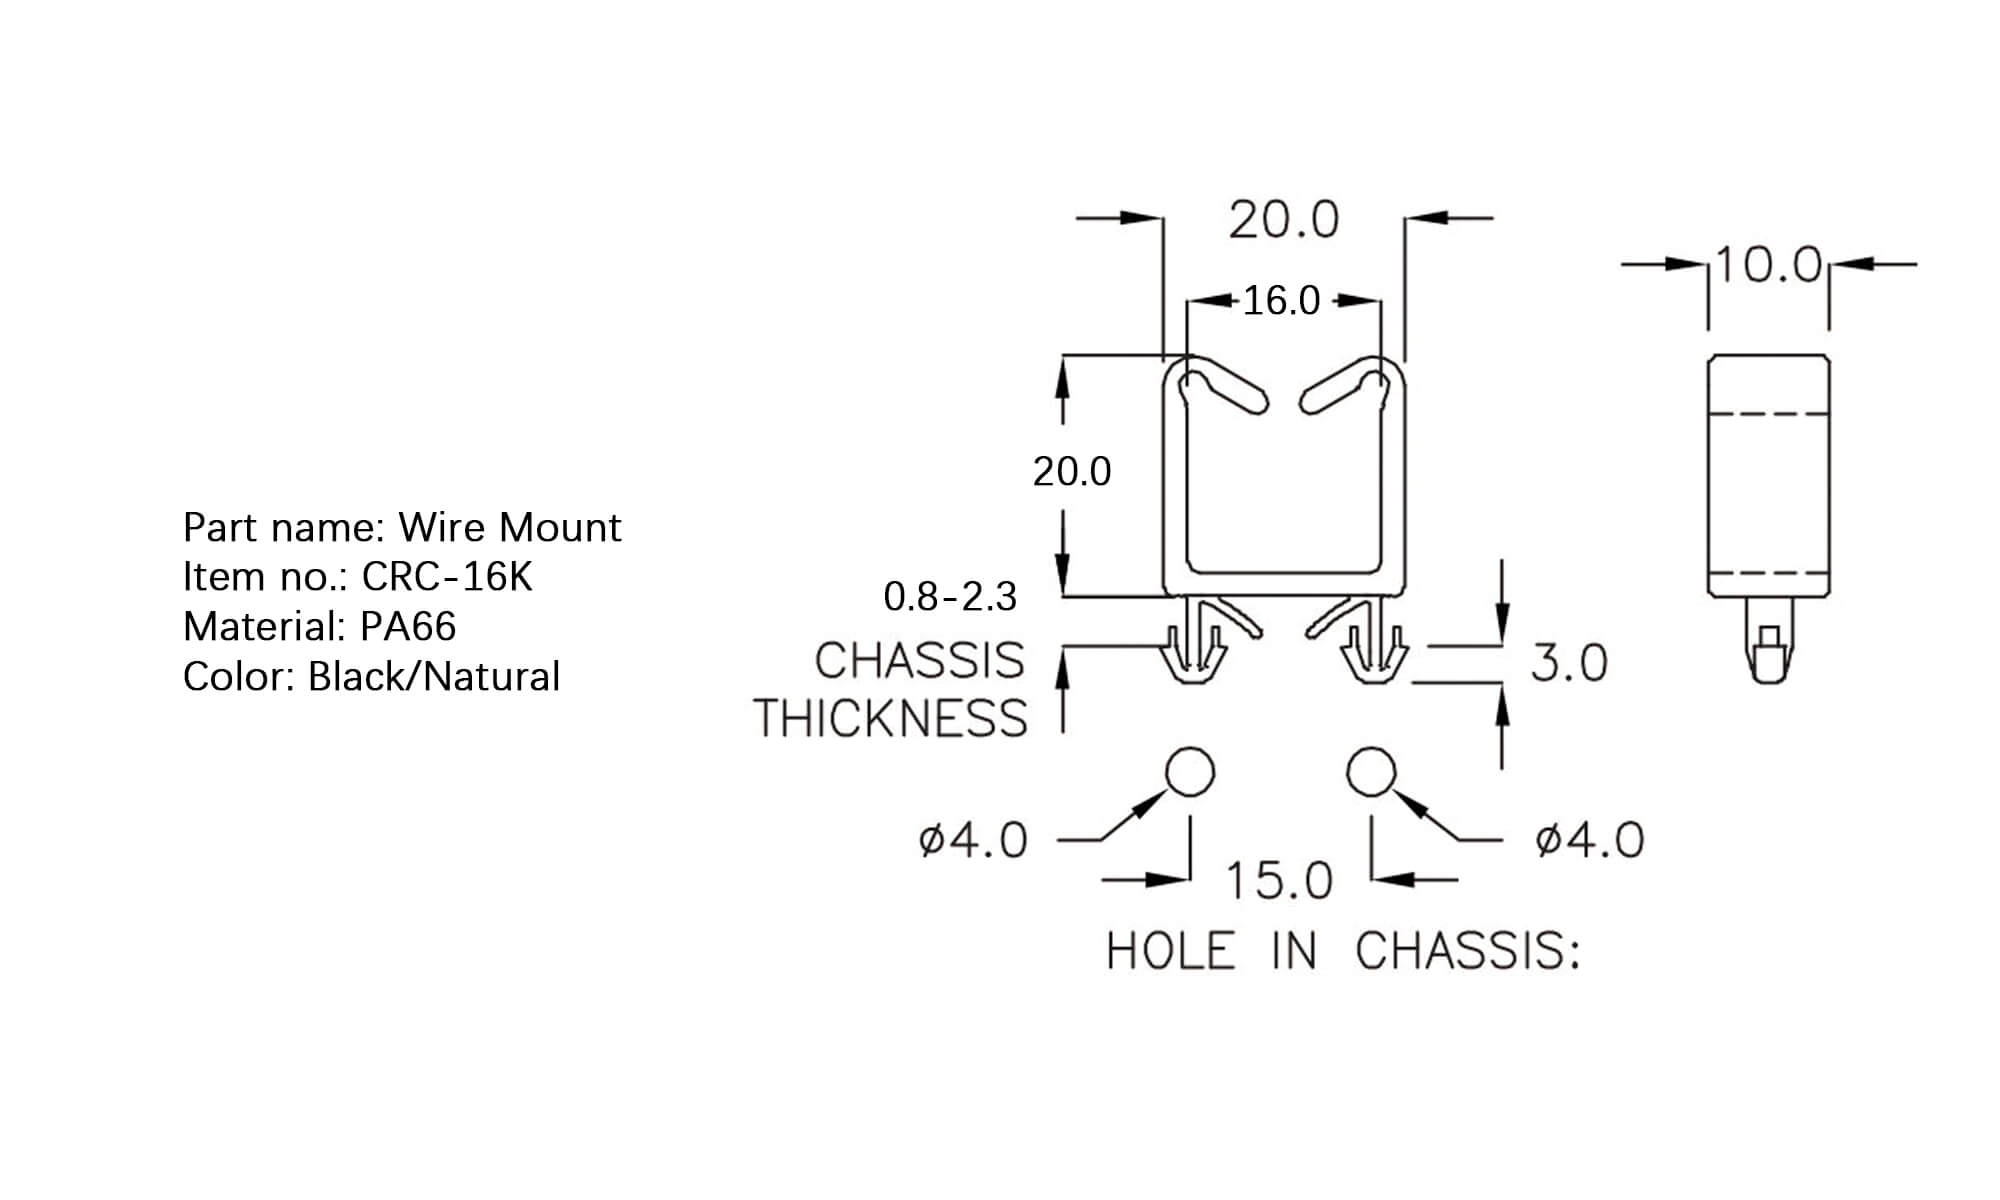 Part name: Wire Mount
Item no.: CRC-16K
Material: PA66
Color: Black/Natural
20.0
16.0
10.0
20.0
0.8-2.3
CHASSIS
THICKNESS
3.0
ø4.0
ø4.0
15.0
HOLE IN CHASSIS: